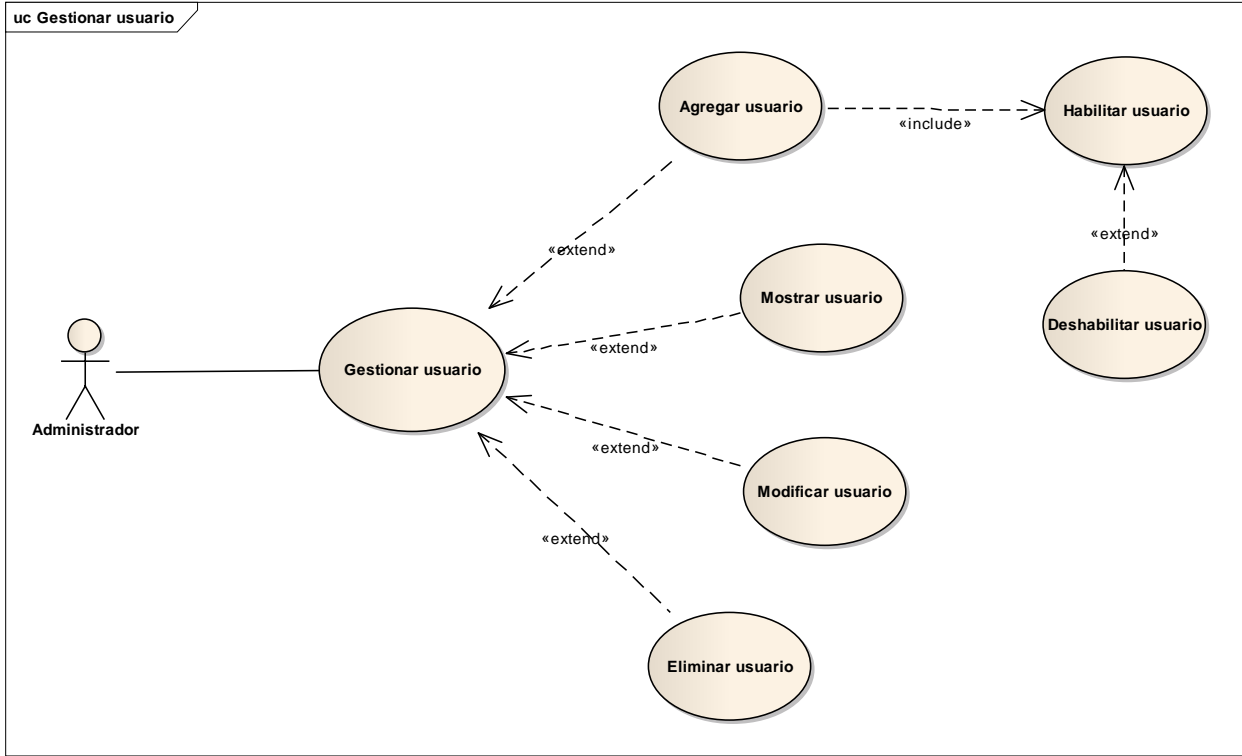 uc Gestionar usuario
Agregar usuario
Habilitar usuario
«include»
«extend»
«extend»
Mostrar usuario
Deshabilitar usuario
«extend»
Gestionar usuario
Administrador
«extend»
Modificar usuario
«extend»
Eliminar usuario